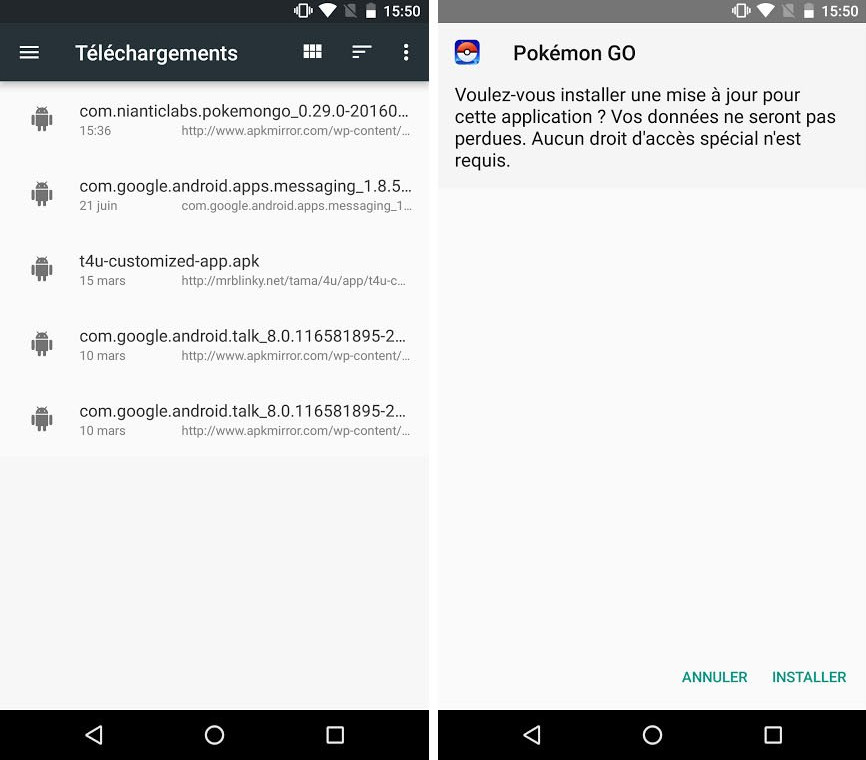 15:50
Téléchargements
com.nianticlabs.pokemongo_0.29.0-20160...
15:36 http://www.apkmirror.com/wp-content/...
com.google.android.apps.messaging_1.8.5...
21 juin com.google.android.apps.messaging_1...
t4u-customized-app.apk
15 mars http://mrblinky.net/tama/4u/app/t4u-c...
com.google.android.talk_8.0.116581895-2...
10 mars http://www.apkmirror.com/wp-content/...
com.google.android.talk_8.0.116581895-2...
10 mars http://www.apkmirror.com/wp-content/...
15:50
Pokémon GO
Voulez-vous installer une mise à jour pour
cette application ? Vos données ne seront pas
perdues. Aucun droit d'accès spécial n'est
requis.
ANNULER INSTALLER